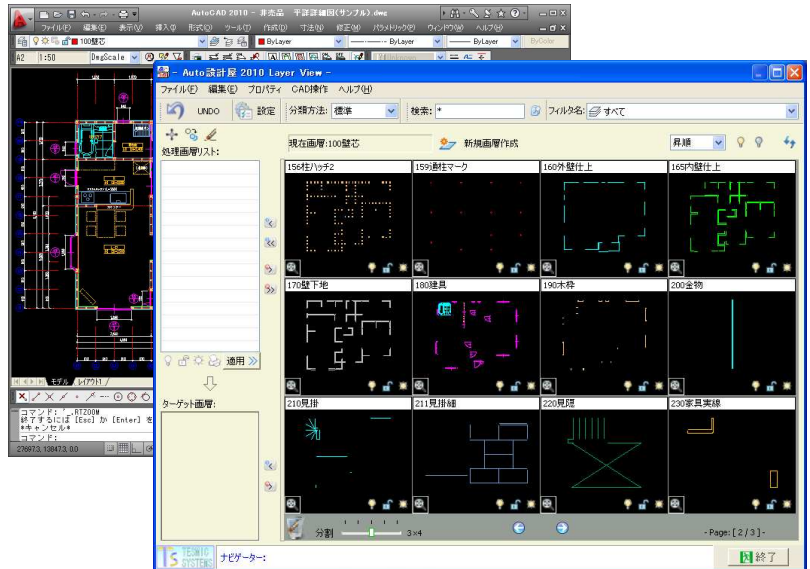 AutoCAD 2010 - 非売品 平詳詳細図(サンプル).dwg
ファイル(F) 編集(E) 表示(V) 挿入(I) 形式(O) ツール(T) 作成(D) 寸法(N) 修正(M) パラメトリック(P) ウィンドウ(W) ヘルプ(H)
100壁芯 ByLayer ByLayer ByLayer ByColor
A2 1:50 DwgScale
モデル レイアウト1
コマンド: '_.RTZOOM
終了するには [Esc] か [Enter] を
*キャンセル*
コマンド:
27697.3, 13847.3, 0.0
- Auto設計屋 2010 Layer View -
ファイル(F) 編集(E) プロパティ CAD操作 ヘルプ(H)
UNDO 設定 分類方法: 標準 検索: * フィルタ名: すべて
処理画層リスト:
現在画層:100壁芯 新規画層作成 昇順
156柱ハッチ2 159通柱マーク 160外壁仕上 165内壁仕上
170壁下地 180建具 190木枠 200金物
210見掛 211見掛細 220見隠 230家具実線
適用
ターゲット画層:
分割 3×4 - Page: [ 2 / 3 ] -
TS TECNIC SYSTEMS ナビゲーター: 終了